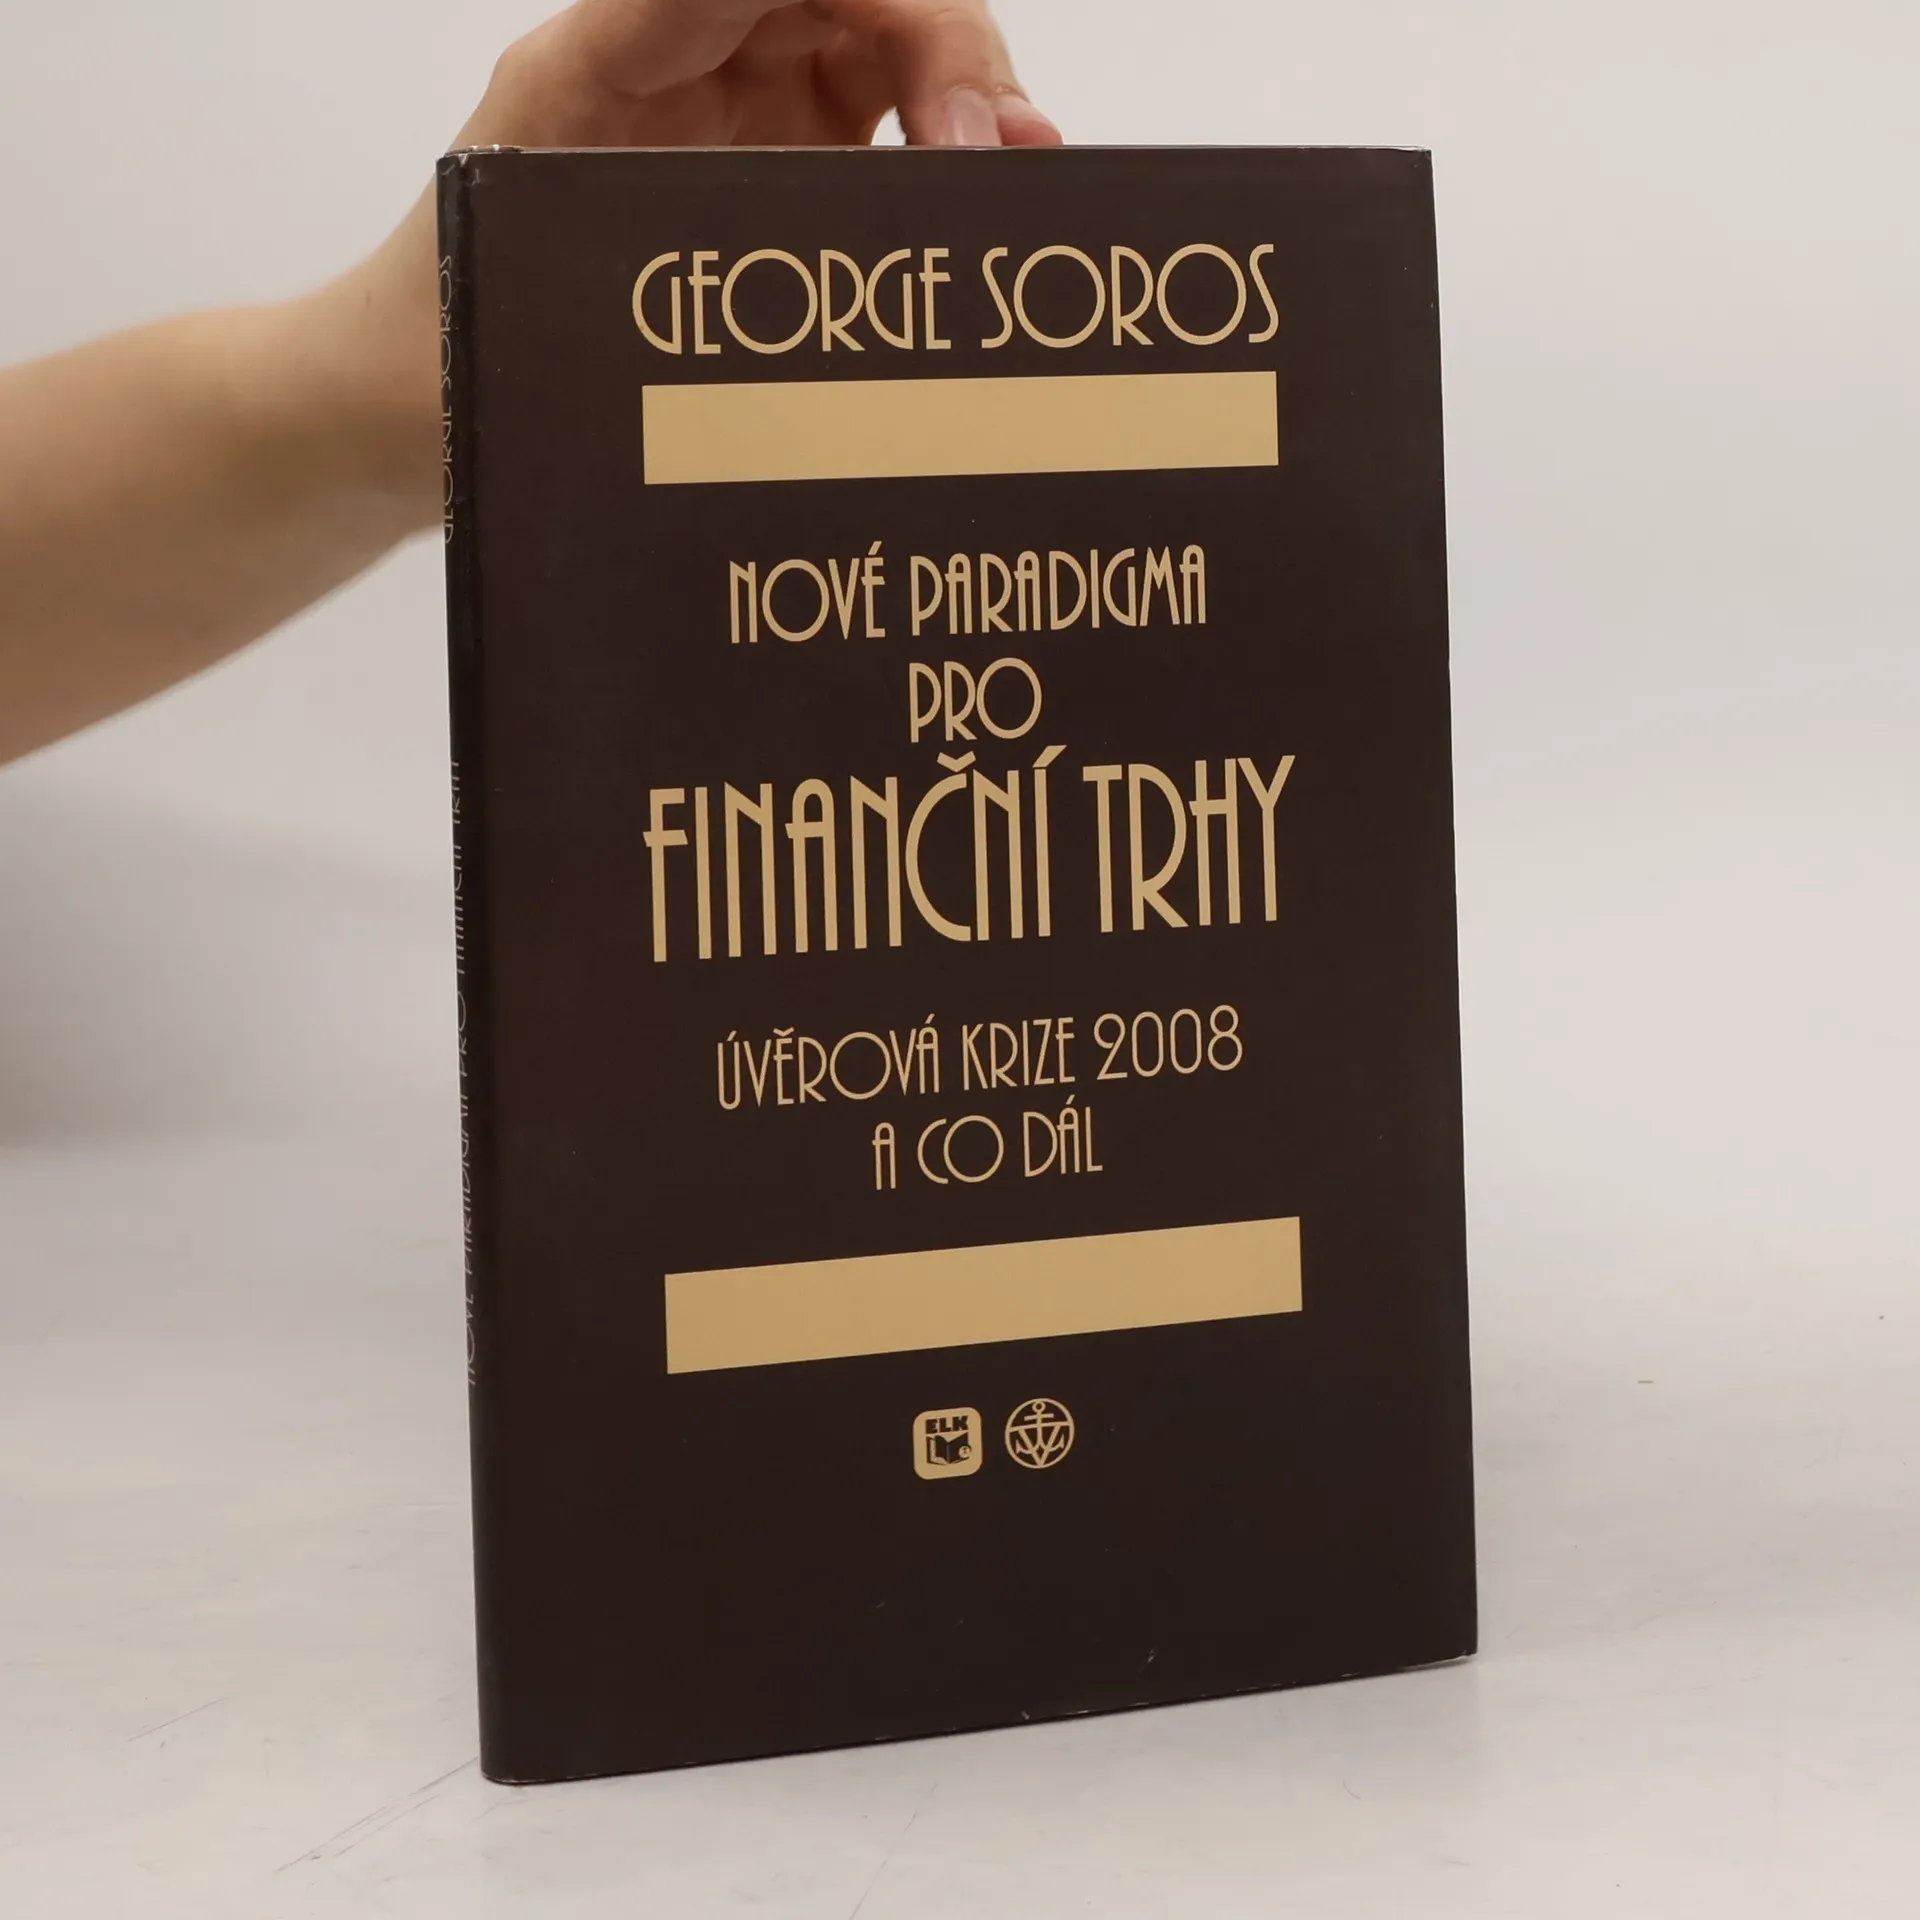 GEORGE SOROS
NOVÉ PARADIGMA
PRO
FINANČNÍ TRHY
ÚVĚROVÁ KRIZE 2008
A CO DÁL
ELK
GEORGE SOROS
NOVÉ PARADIGMA PRO FINANČNÍ TRHY